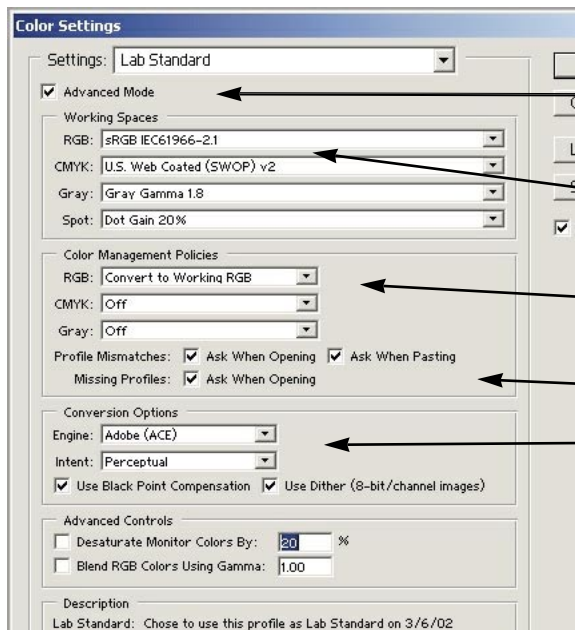 Color Settings
Settings: Lab Standard
Advanced Mode
Working Spaces
RGB: sRGB IEC61966-2.1
CMYK: U.S. Web Coated (SWOP) v2
Gray: Gray Gamma 1.8
Spot: Dot Gain 20%
Color Management Policies
RGB: Convert to Working RGB
CMYK: Off
Gray: Off
Profile Mismatches: Ask When Opening Ask When Pasting
Missing Profiles: Ask When Opening
Conversion Options
Engine: Adobe (ACE)
Intent: Perceptual
Use Black Point Compensation Use Dither (8-bit/channel images)
Advanced Controls
Desaturate Monitor Colors By: 20 %
Blend RGB Colors Using Gamma: 1.00
Description
Lab Standard: Chose to use this profile as Lab Standard on 3/6/02